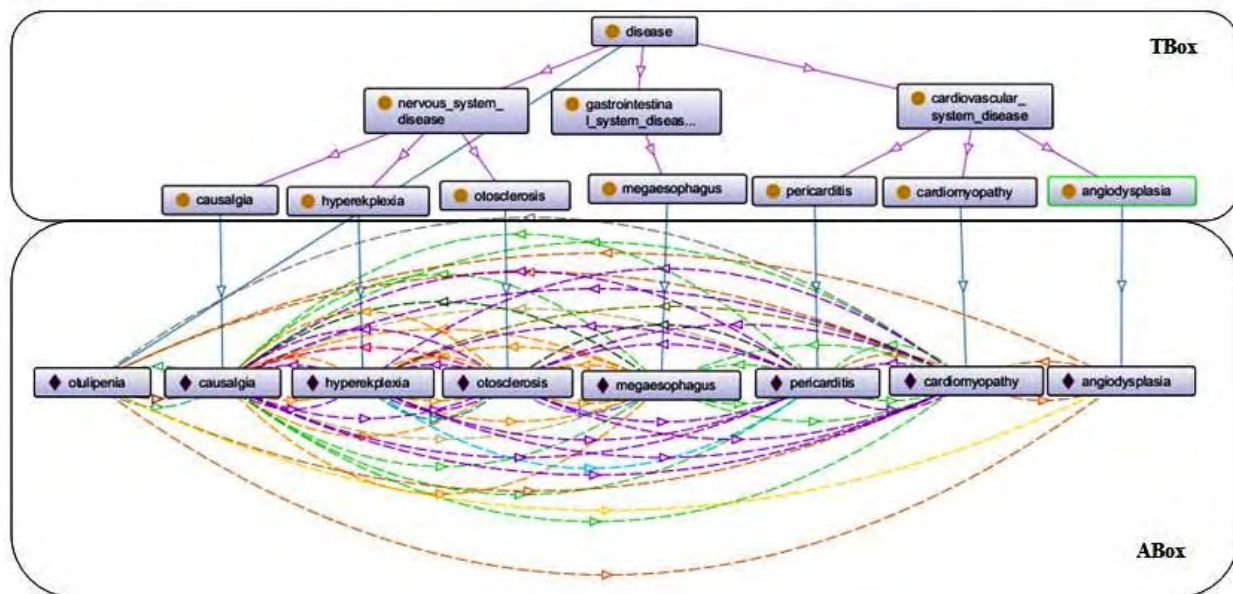 disease
TBox
nervous_system_
disease
gastrointestina
l_system_diseas...
cardiovascular_
system_disease
causalgia
hyperekplexia
otosclerosis
megaesophagus
pericarditis
cardiomyopathy
angiodysplasia
otulipenia
causalgia
hyperekplexia
otosclerosis
megaesophagus
pericarditis
cardiomyopathy
angiodysplasia
ABox